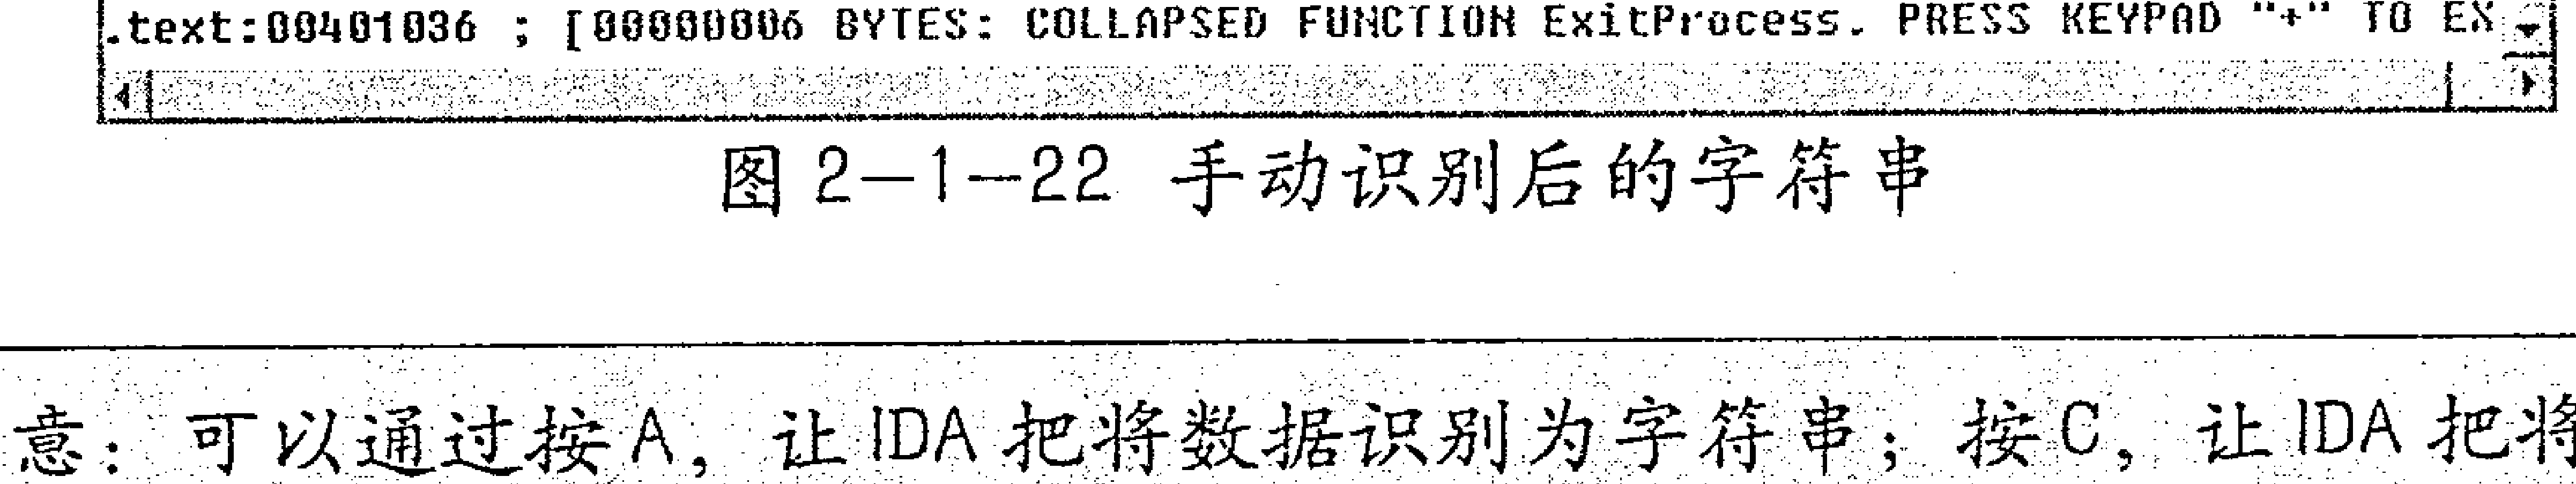 .text:00401036 ; [00000006 BYTES: COLLAPSED FUNCTION ExitProcess. PRESS KEYPAD "+" TO EX
图 2-1-22 手动识别后的字符串
意: 可以通过按A, 让IDA把将数据识别为字符串; 按C, 让IDA把将